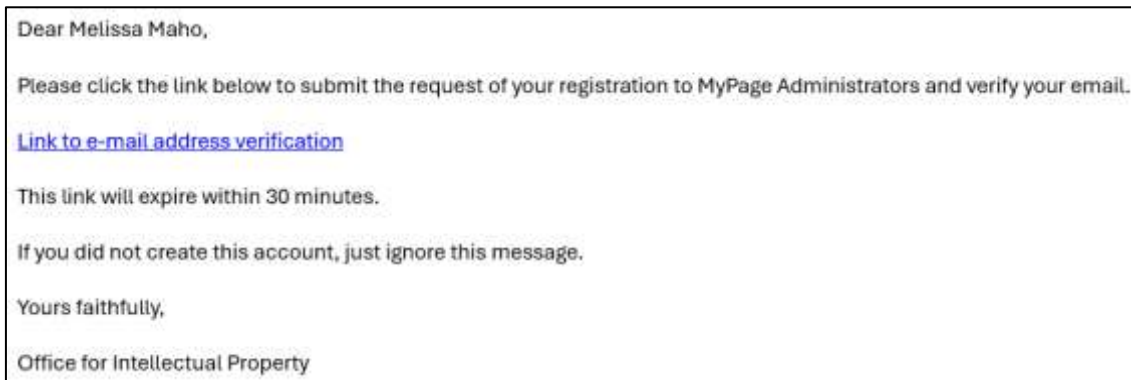 Dear Melissa Maho,
Please click the link below to submit the request of your registration to MyPage Administrators and verify your email.
Link to e-mail address verification
This link will expire within 30 minutes.
If you did not create this account, just ignore this message.
Yours faithfully,
Office for Intellectual Property